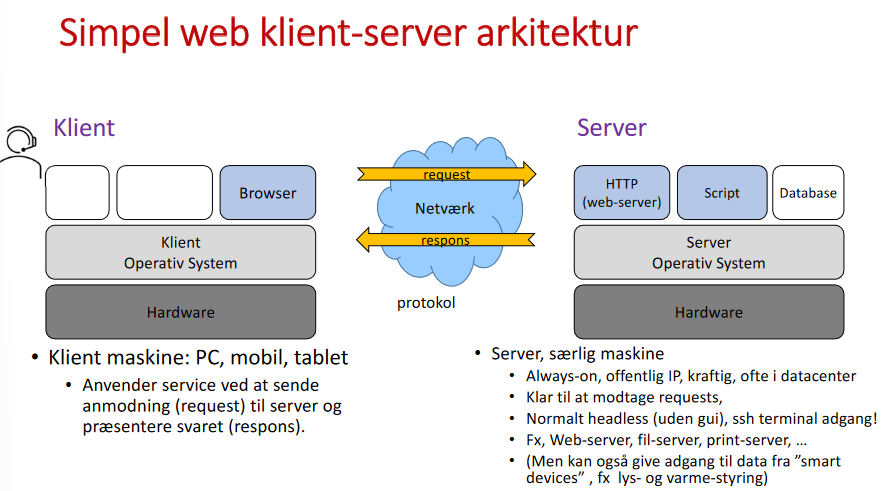 Simpel web klient-server arkitektur
Klient
Server
Browser
Klient
Operativ System
Hardware
request
Netværk
respons
protokol
HTTP
(web-server)
Script
Database
Server
Operativ System
Hardware
• Klient maskine: PC, mobil, tablet
• Anvender service ved at sende
anmodning (request) til server og
præsentere svaret (respons).
• Server, særlig maskine
• Always-on, offentlig IP, kraftig, ofte i datacenter
• Klar til at modtage requests,
• Normalt headless (uden gui), ssh terminal adgang!
• Fx, Web-server, fil-server, print-server, …
• (Men kan også give adgang til data fra ”smart
devices” , fx  lys- og varme-styring)